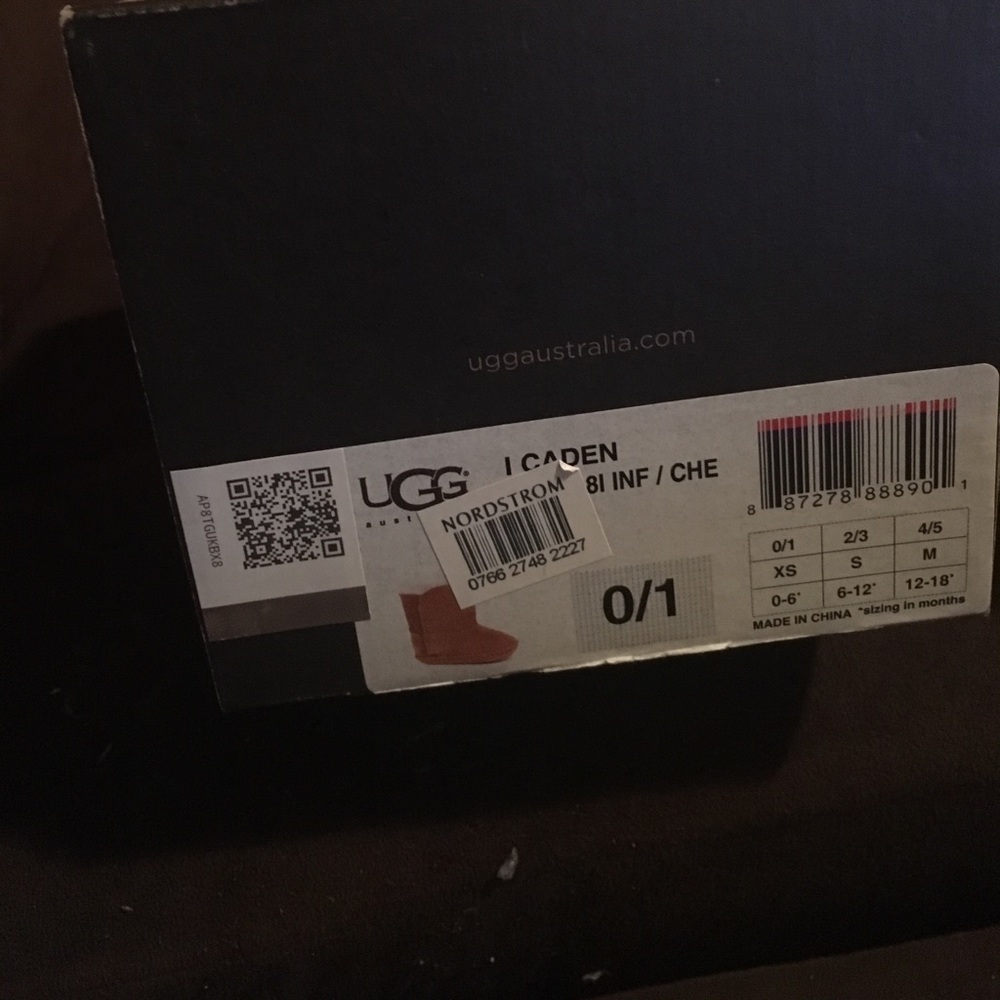 uggaustralia.com
AP8TGUKBX8
UGG®
aust
I CADEN
8I INF / CHE
NORDSTROM
0766 2748 2227
0/1
8 87278 88890 1
0/1 2/3 4/5
XS S M
0-6* 6-12* 12-18*
MADE IN CHINA *sizing in months